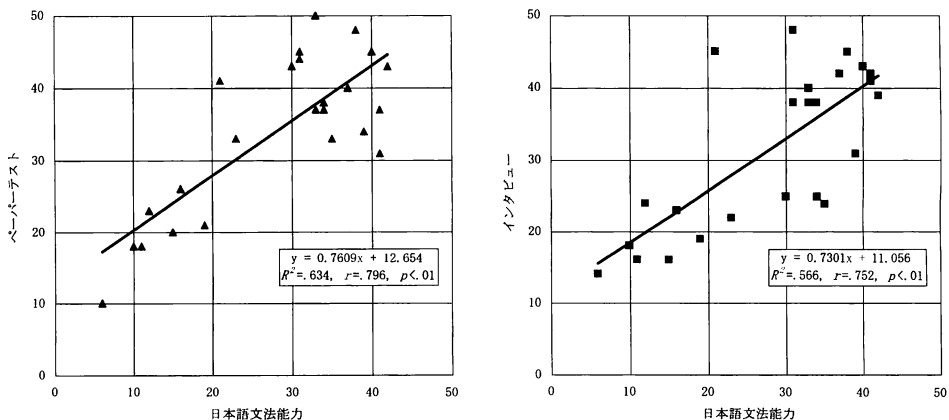 50
40
30
20
10
0
ペーパーテスト
y = 0.7609x + 12.654
R²=.634, r=.796, p<.01
0 10 20 30 40 50
日本語文法能力
50
40
30
20
10
0
インタビュー
y = 0.7301x + 11.056
R²=.566, r=.752, p<.01
0 10 20 30 40 50
日本語文法能力